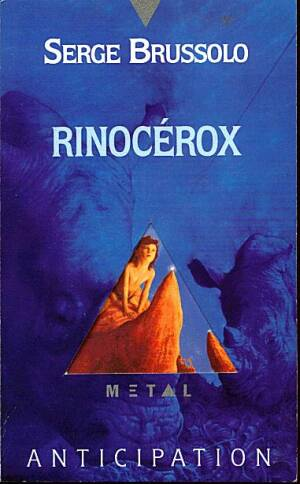 SERGE BRUSSOLO
RINOCÉROX
METAL
ANTICIPATION